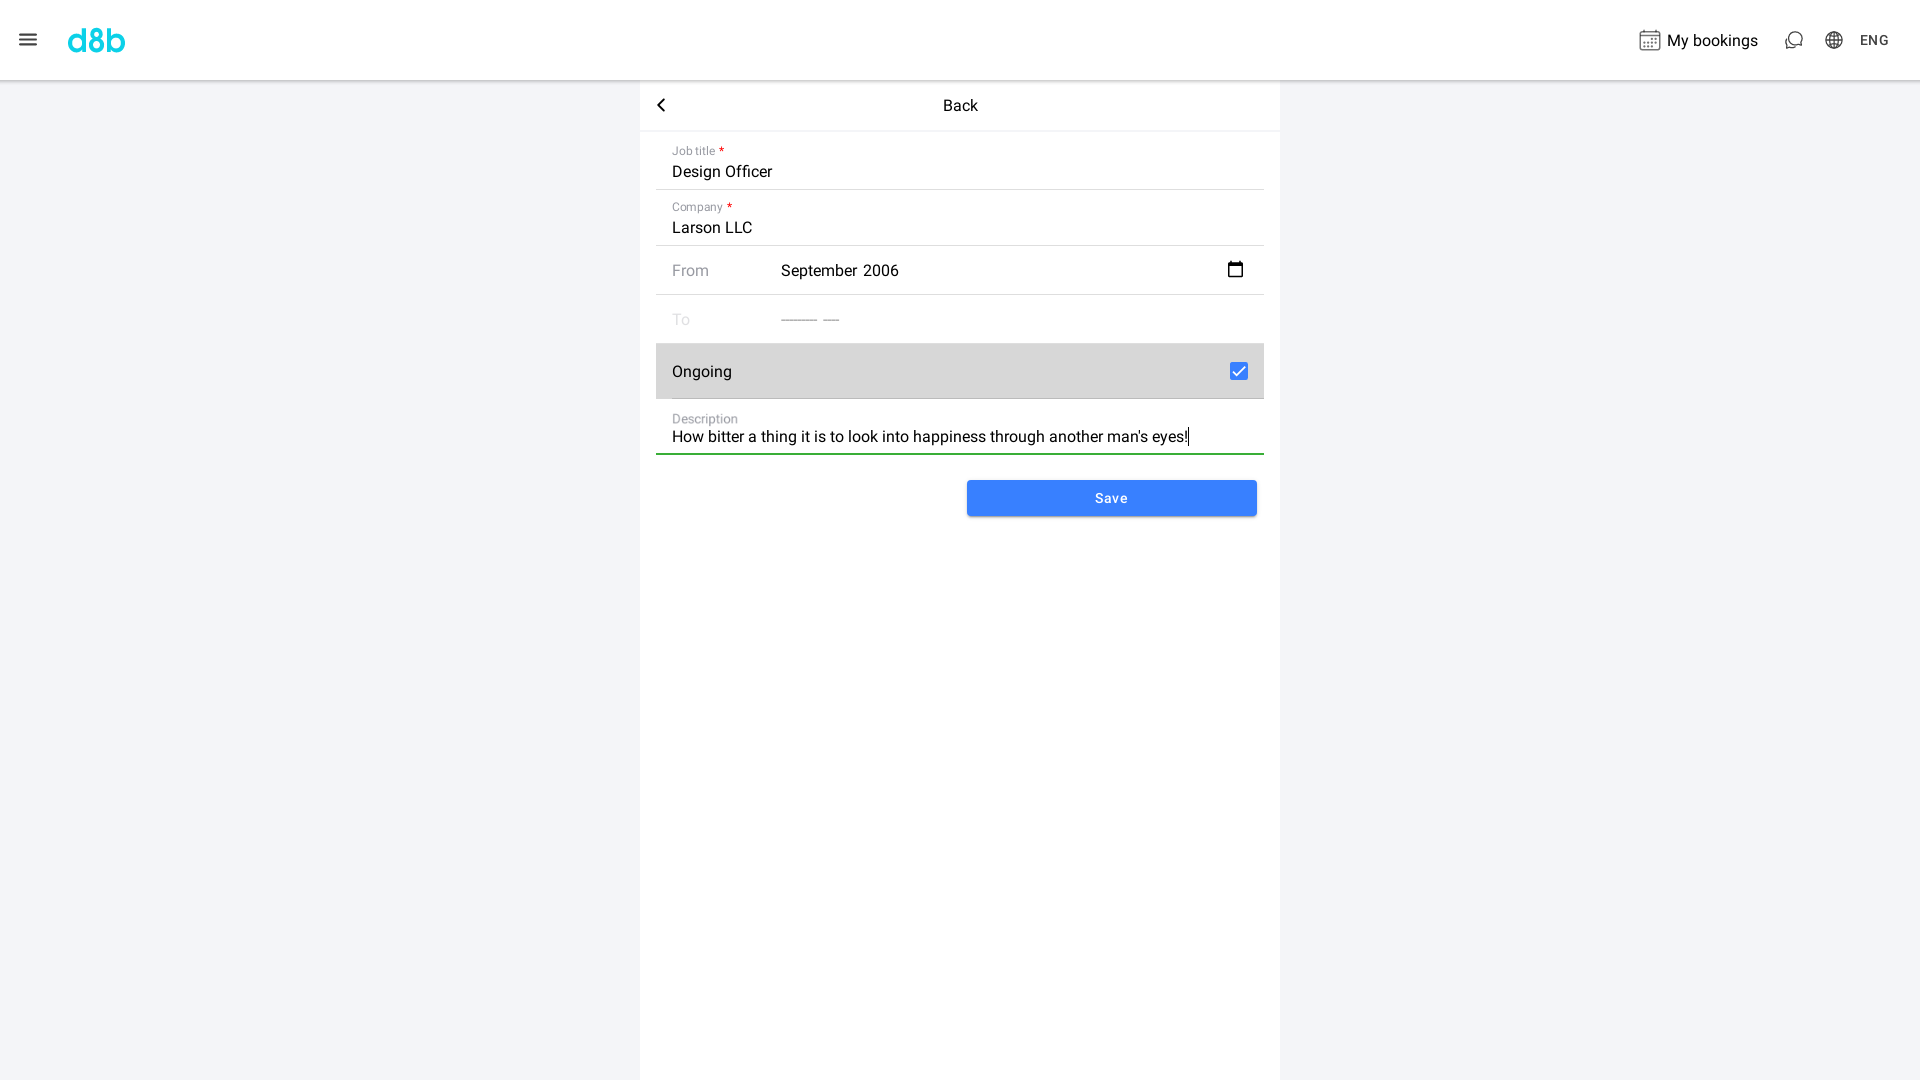 d8b
My bookings
ENG
Back
Job title *
Design Officer
Company *
Larson LLC
From September 2006
To -------- ----
Ongoing
Description
How bitter a thing it is to look into happiness through another man's eyes!
Save